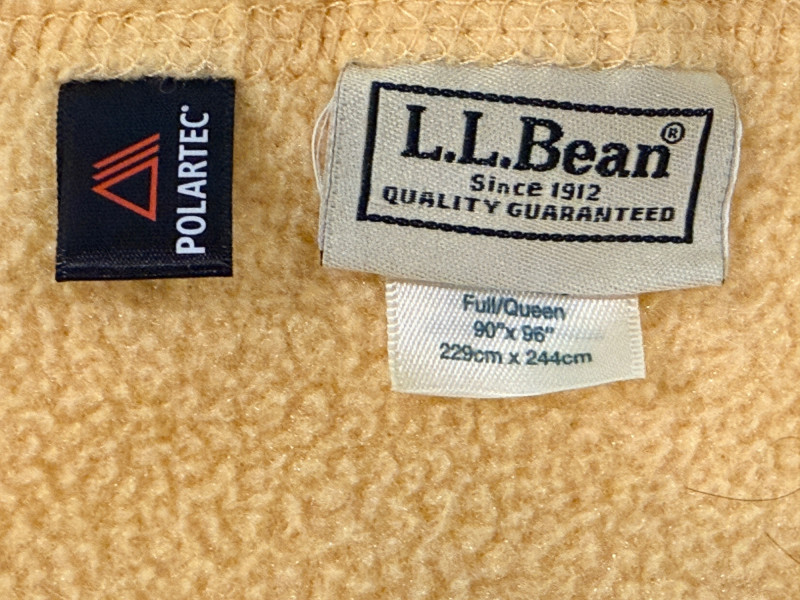 POLARTEC
L.L.Bean®
Since 1912
QUALITY GUARANTEED
Full/Queen
90"x 96"
229cm x 244cm